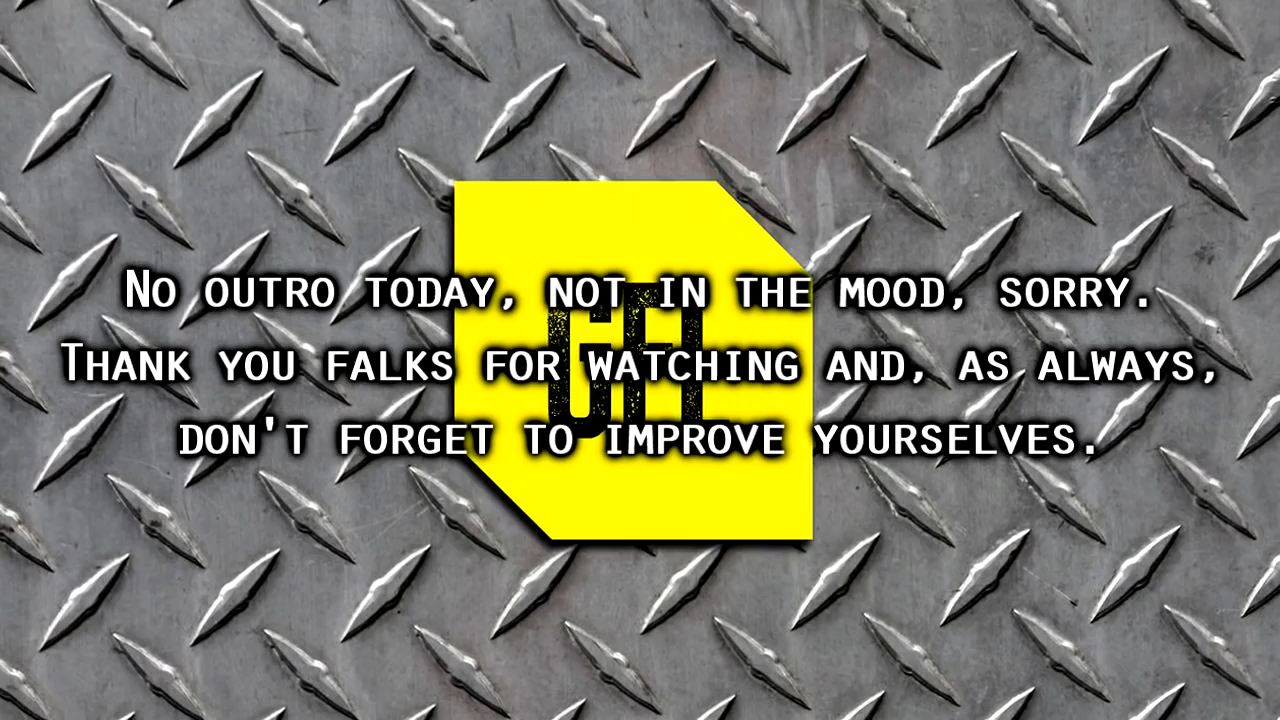 No outro today, not in the mood, sorry.
Thank you falks for watching and, as always,
don't forget to improve yourselves.